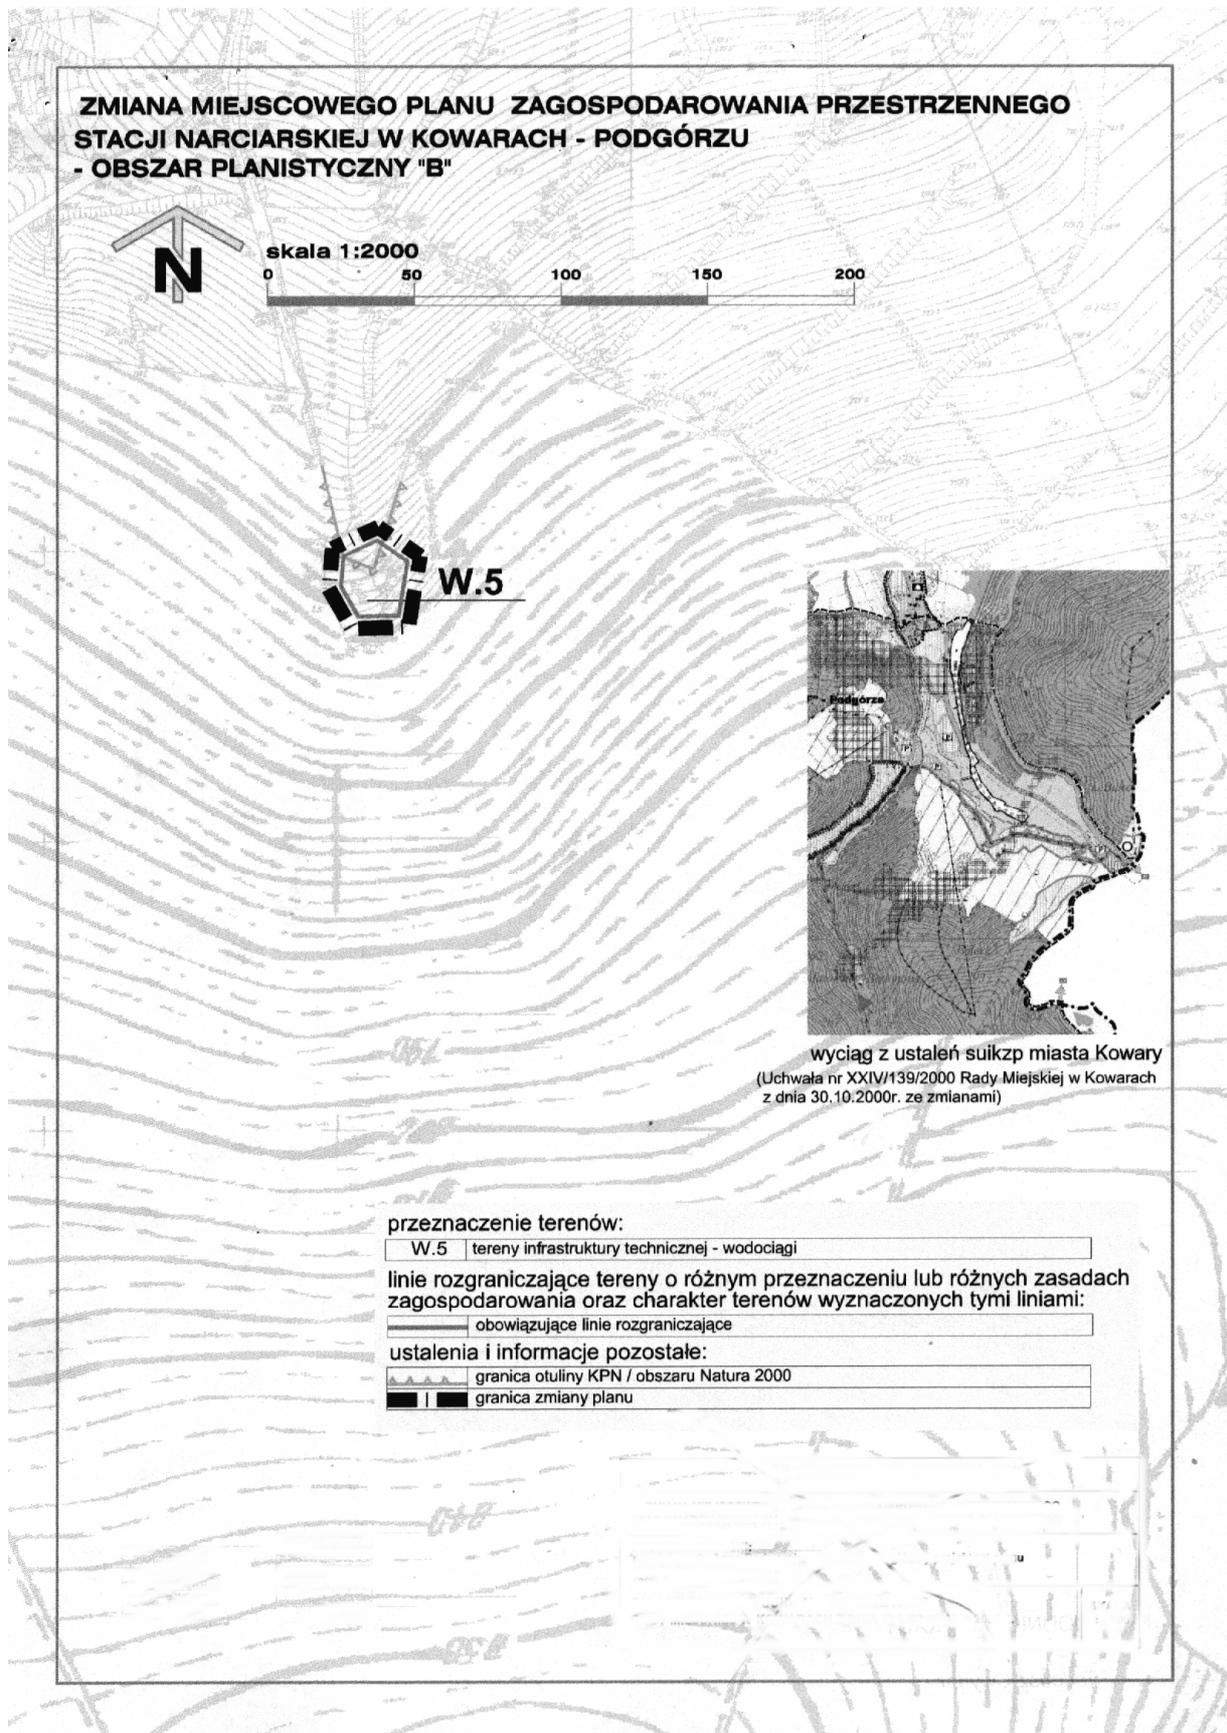 ZMIANA MIEJSCOWEGO PLANU ZAGOSPODAROWANIA PRZESTRZENNEGO
STACJI NARCIARSKIEJ W KOWARACH - PODGÓRZU
- OBSZAR PLANISTYCZNY "B"
N
skala 1:2000
0 50 100 150 200
W.5
Podgórze
wyciąg z ustaleń suikzp miasta Kowary
(Uchwała nr XXIV/139/2000 Rady Miejskiej w Kowarach
z dnia 30.10.2000r. ze zmianami)
przeznaczenie terenów:
W.5 tereny infrastruktury technicznej - wodociągi
linie rozgraniczające tereny o różnym przeznaczeniu lub różnych zasadach
zagospodarowania oraz charakter terenów wyznaczonych tymi liniami:
obowiązujące linie rozgraniczające
ustalenia i informacje pozostałe:
granica otuliny KPN / obszaru Natura 2000
granica zmiany planu